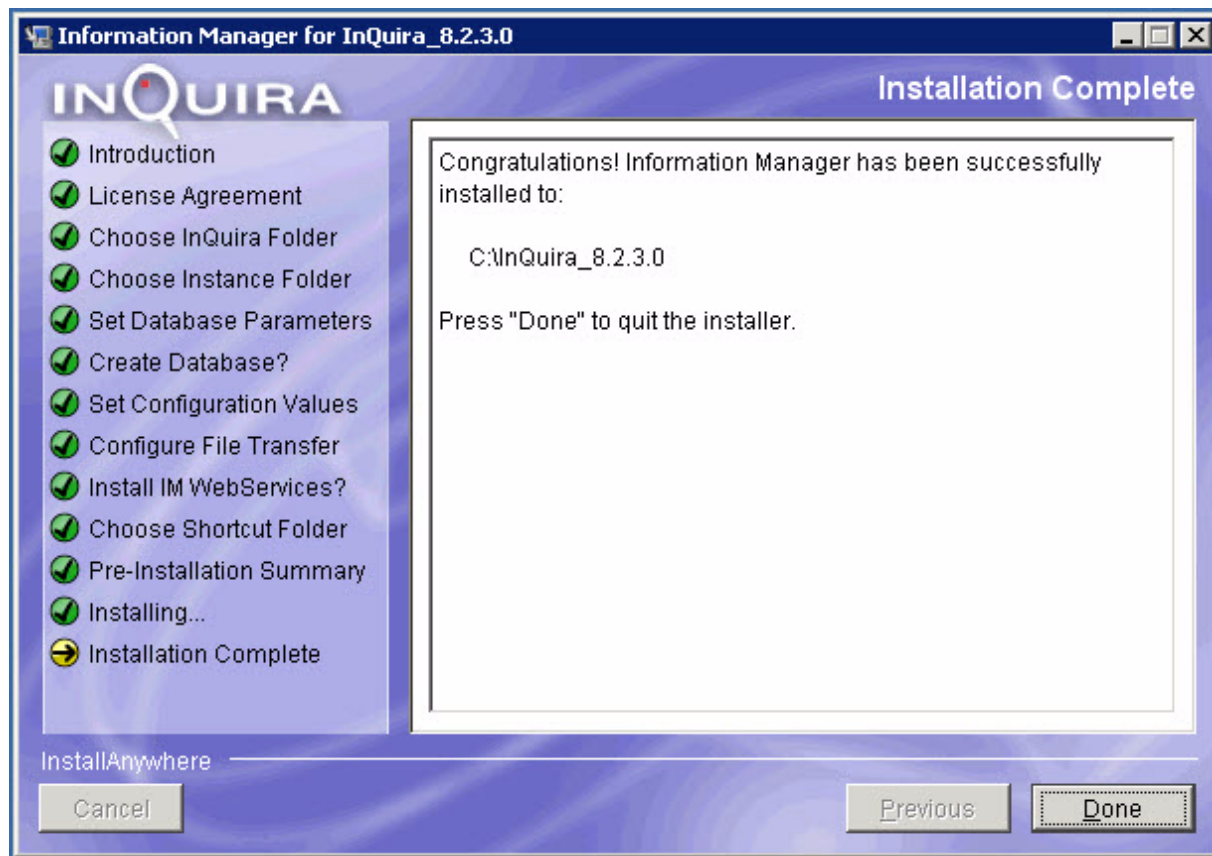 Information Manager for InQuira_8.2.3.0
INQUIRA
Installation Complete
Introduction
License Agreement
Choose InQuira Folder
Choose Instance Folder
Set Database Parameters
Create Database?
Set Configuration Values
Configure File Transfer
Install IM WebServices?
Choose Shortcut Folder
Pre-Installation Summary
Installing...
Installation Complete
Congratulations! Information Manager has been successfully
installed to:
C:\InQuira_8.2.3.0
Press "Done" to quit the installer.
InstallAnywhere
Cancel
Previous
Done